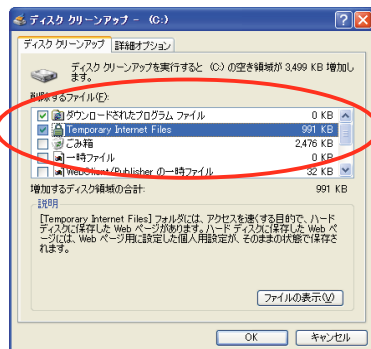 ディスク クリーンアップ - (C:)
ディスク クリーンアップ 詳細オプション
ディスク クリーンアップを実行すると (C:) の空き領域が 3,499 KB 増加し
ます。
削除するファイル(F):
ダウンロードされたプログラム ファイル 0 KB
Temporary Internet Files 991 KB
ごみ箱 2,476 KB
一時ファイル 0 KB
WebClient/Publisher の一時ファイル 32 KB
増加するディスク領域の合計: 991 KB
説明
[Temporary Internet Files] フォルダには、アクセスを速くする目的で、ハード
ディスクに保存した Web ページがあります。ハード ディスクに保存した Web ペ
ージには、Web ページ用に設定した個人用設定が、そのままの状態で保存さ
れます。
ファイルの表示(V)
OK キャンセル